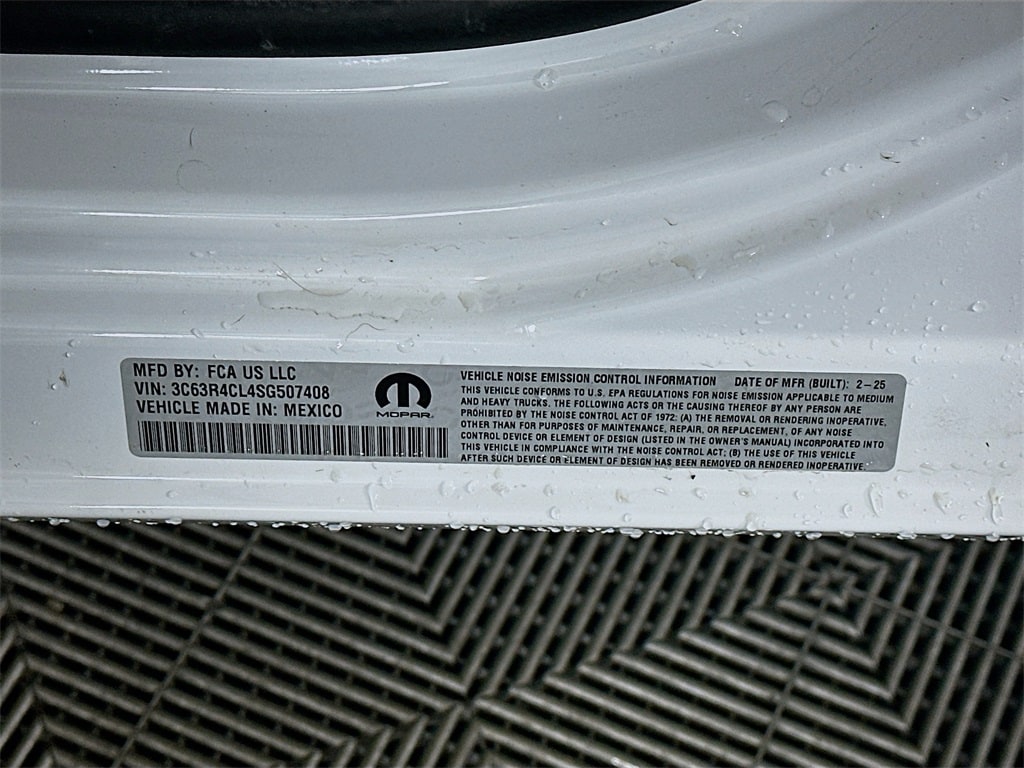 MFD BY: FCA US LLC
VIN: 3C63R4CL4SG507408
VEHICLE MADE IN: MEXICO
MOPAR
VEHICLE NOISE EMISSION CONTROL INFORMATION DATE OF MFR (BUILT): 2-25
THIS VEHICLE CONFORMS TO U.S. EPA REGULATIONS FOR NOISE EMISSION APPLICABLE TO MEDIUM
AND HEAVY TRUCKS. THE FOLLOWING ACTS OR THE CAUSING THEREOF BY ANY PERSON ARE
PROHIBITED BY THE NOISE CONTROL ACT OF 1972: (A) THE REMOVAL OR RENDERING INOPERATIVE,
OTHER THAN FOR PURPOSES OF MAINTENANCE, REPAIR, OR REPLACEMENT, OF ANY NOISE
CONTROL DEVICE OR ELEMENT OF DESIGN (LISTED IN THE OWNER'S MANUAL) INCORPORATED INTO
THIS VEHICLE IN COMPLIANCE WITH THE NOISE CONTROL ACT; (B) THE USE OF THIS VEHICLE
AFTER SUCH DEVICE OR ELEMENT OF DESIGN HAS BEEN REMOVED OR RENDERED INOPERATIVE.